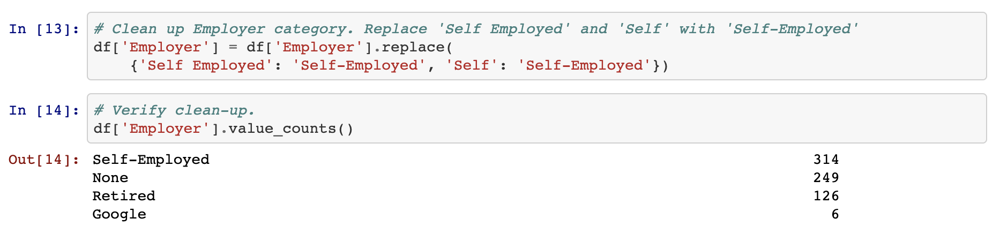 In [13]: # Clean up Employer category. Replace 'Self Employed' and 'Self' with 'Self-Employed'
df['Employer'] = df['Employer'].replace(
    {'Self Employed': 'Self-Employed', 'Self': 'Self-Employed'})
In [14]: # Verify clean-up.
df['Employer'].value_counts()
Out[14]: Self-Employed 314
None 249
Retired 126
Google 6